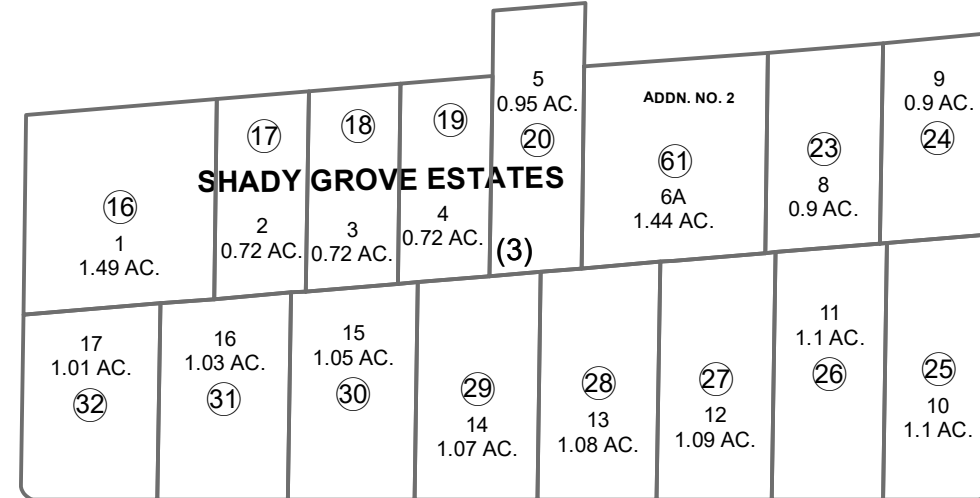 5
0.95 AC.
20
ADDN. NO. 2
9
0.9 AC.
24
17
18
19
61
6A
1.44 AC.
23
8
0.9 AC.
SHADY GROVE ESTATES
(3)
16
1
1.49 AC.
2
0.72 AC.
3
0.72 AC.
4
0.72 AC.
17
1.01 AC.
32
16
1.03 AC.
31
15
1.05 AC.
30
29
14
1.07 AC.
28
13
1.08 AC.
27
12
1.09 AC.
11
1.1 AC.
26
25
10
1.1 AC.